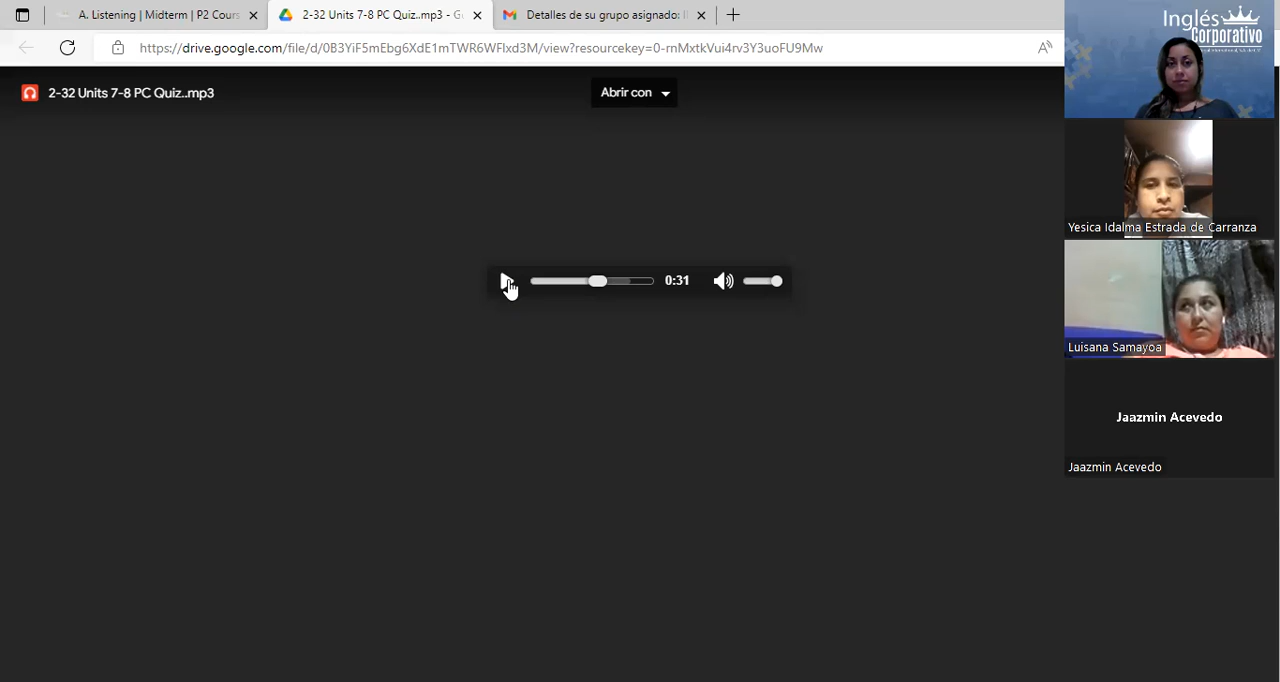 A. Listening | Midterm | P2 Cours
2-32 Units 7-8 PC Quiz..mp3 - G
Detalles de su grupo asignado: I
https://drive.google.com/file/d/0B3YiF5mEbg6XdE1mTWR6WFlxd3M/view?resourcekey=0-rnMxtkVui4rv3Y3uoFU9Mw
2-32 Units 7-8 PC Quiz..mp3
Abrir con
0:31
Inglés
Corporativo
Yesica Idalma Estrada de Carranza
Luisana Samayoa
Jaazmin Acevedo
Jaazmin Acevedo